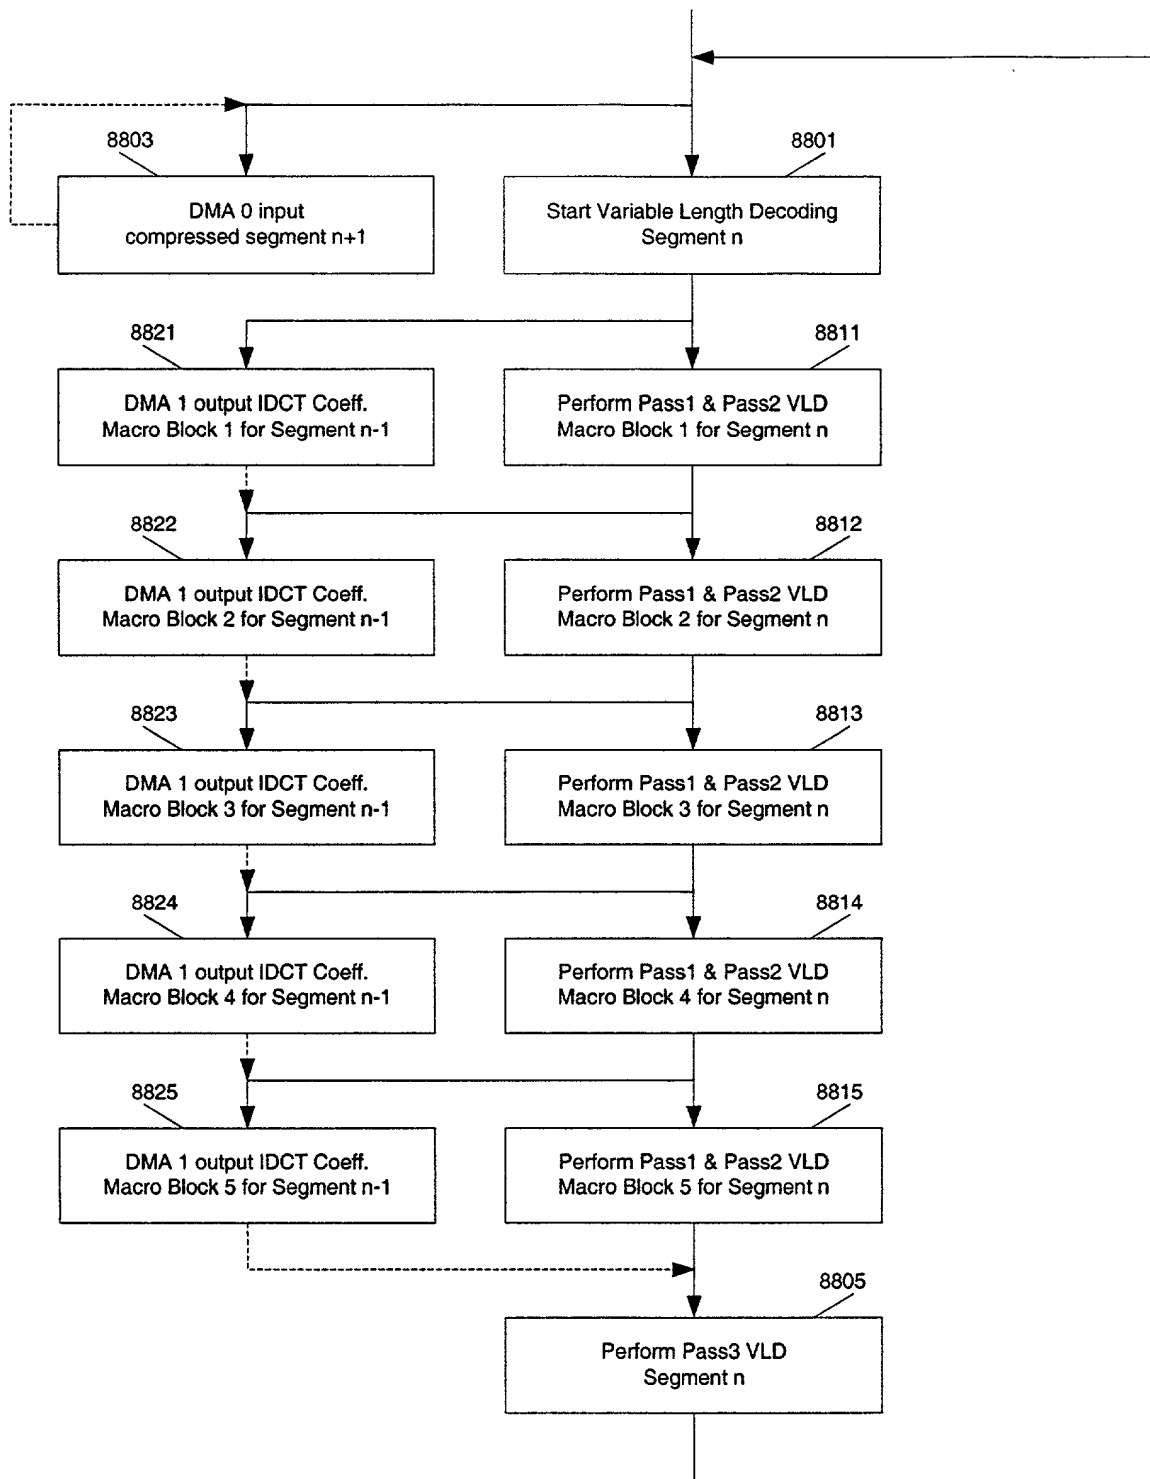 8803
8801
DMA 0 input
compressed segment n+1
Start Variable Length Decoding
Segment n
8821
8811
DMA 1 output IDCT Coeff.
Macro Block 1 for Segment n-1
Perform Pass1 & Pass2 VLD
Macro Block 1 for Segment n
8822
8812
DMA 1 output IDCT Coeff.
Macro Block 2 for Segment n-1
Perform Pass1 & Pass2 VLD
Macro Block 2 for Segment n
8823
8813
DMA 1 output IDCT Coeff.
Macro Block 3 for Segment n-1
Perform Pass1 & Pass2 VLD
Macro Block 3 for Segment n
8824
8814
DMA 1 output IDCT Coeff.
Macro Block 4 for Segment n-1
Perform Pass1 & Pass2 VLD
Macro Block 4 for Segment n
8825
8815
DMA 1 output IDCT Coeff.
Macro Block 5 for Segment n-1
Perform Pass1 & Pass2 VLD
Macro Block 5 for Segment n
8805
Perform Pass3 VLD
Segment n